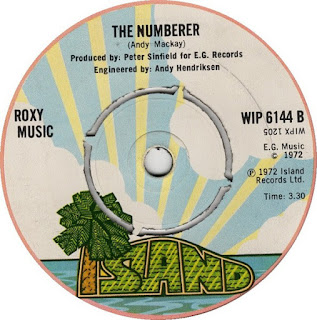 THE NUMBERER
(Andy Mackay)
Produced by: Peter Sinfield for E.G. Records
Engineered by: Andy Hendriksen
ROXY
MUSIC
WIP 6144 B
WIPX 1205
E.G. Music
© 1972
℗ 1972 Island
Records Ltd.
Time: 3.30
ISLAND